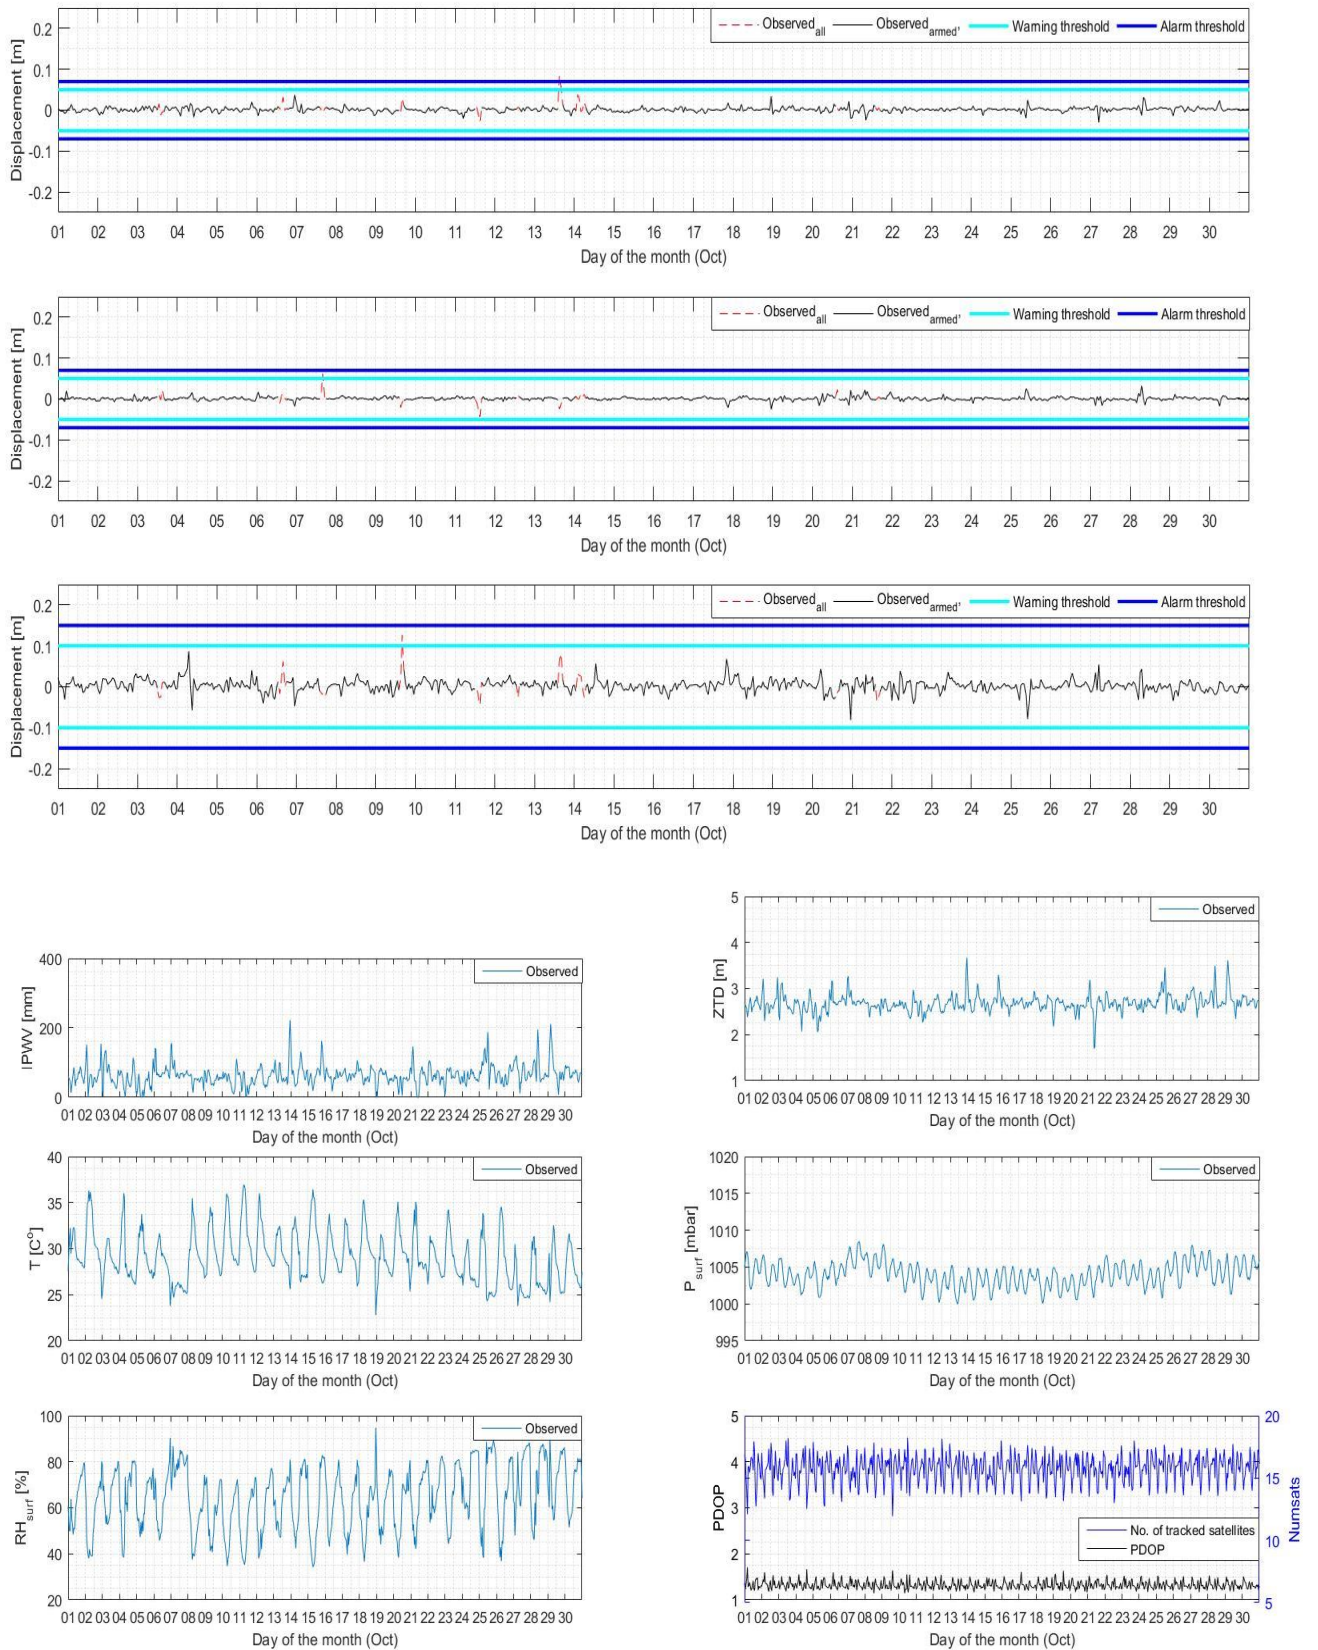 Observed all Observed armed, Warning threshold Alarm threshold
0.2
0.1
0
-0.1
-0.2
Displacement [m]
01 02 03 04 05 06 07 08 09 10 11 12 13 14 15 16 17 18 19 20 21 22 23 24 25 26 27 28 29 30
Day of the month (Oct)
Observed all Observed armed, Warning threshold Alarm threshold
0.2
0.1
0
-0.1
-0.2
Displacement [m]
01 02 03 04 05 06 07 08 09 10 11 12 13 14 15 16 17 18 19 20 21 22 23 24 25 26 27 28 29 30
Day of the month (Oct)
Observed all Observed armed, Warning threshold Alarm threshold
0.2
0.1
0
-0.1
-0.2
Displacement [m]
01 02 03 04 05 06 07 08 09 10 11 12 13 14 15 16 17 18 19 20 21 22 23 24 25 26 27 28 29 30
Day of the month (Oct)
Observed
400
200
0
IPWV [mm]
01 02 03 04 05 06 07 08 09 10 11 12 13 14 15 16 17 18 19 20 21 22 23 24 25 26 27 28 29 30
Day of the month (Oct)
Observed
5
4
3
2
1
ZTD [m]
01 02 03 04 05 06 07 08 09 10 11 12 13 14 15 16 17 18 19 20 21 22 23 24 25 26 27 28 29 30
Day of the month (Oct)
Observed
40
35
30
25
20
T [C°]
01 02 03 04 05 06 07 08 09 10 11 12 13 14 15 16 17 18 19 20 21 22 23 24 25 26 27 28 29 30
Day of the month (Oct)
Observed
1020
1015
1010
1005
1000
995
P surf [mbar]
01 02 03 04 05 06 07 08 09 10 11 12 13 14 15 16 17 18 19 20 21 22 23 24 25 26 27 28 29 30
Day of the month (Oct)
Observed
100
80
60
40
20
RH surf [%]
01 02 03 04 05 06 07 08 09 10 11 12 13 14 15 16 17 18 19 20 21 22 23 24 25 26 27 28 29 30
Day of the month (Oct)
5
4
3
2
1
PDOP
20
15
10
5
Numsats
No. of tracked satellites
PDOP
01 02 03 04 05 06 07 08 09 10 11 12 13 14 15 16 17 18 19 20 21 22 23 24 25 26 27 28 29 30
Day of the month (Oct)